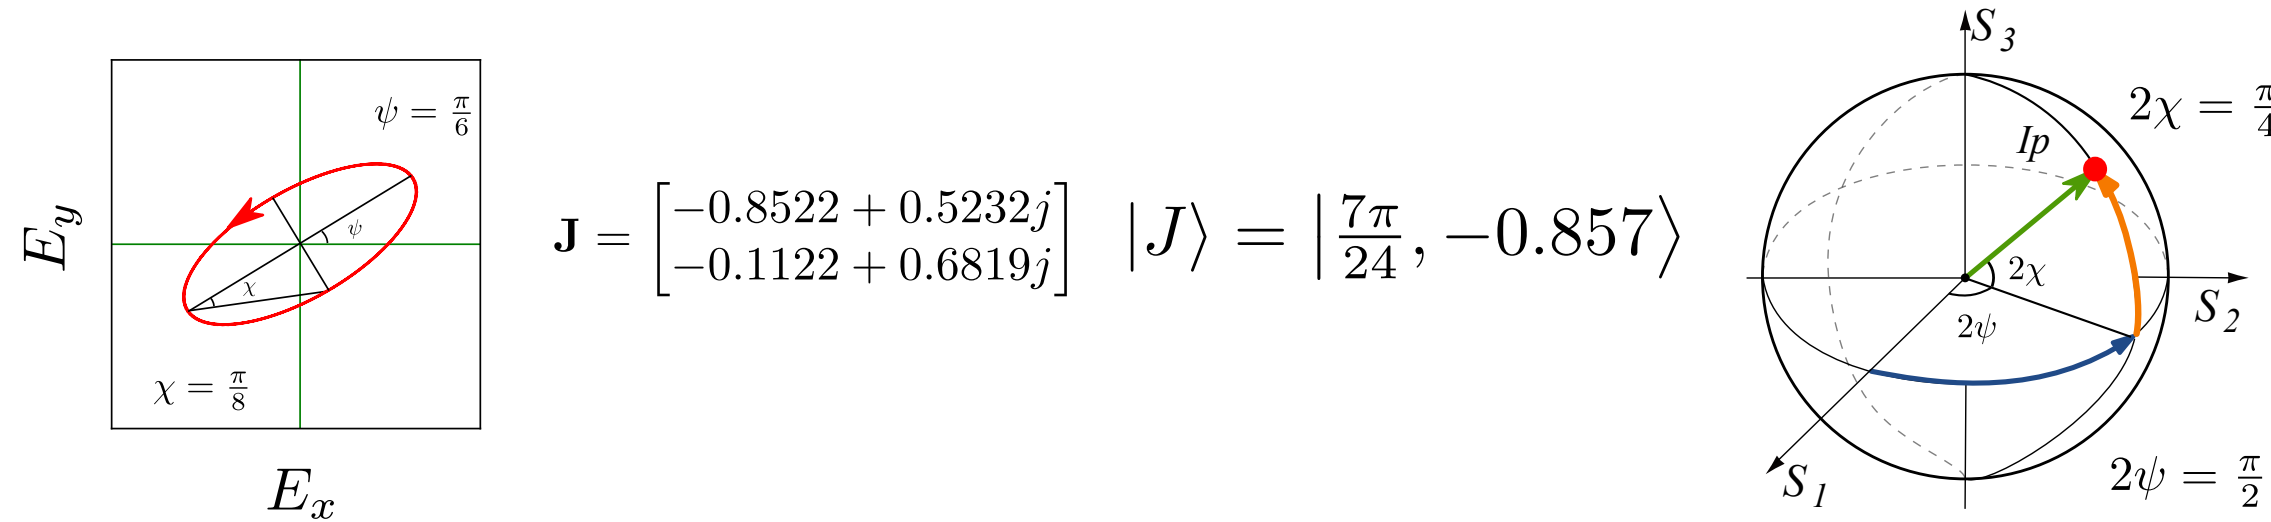 E_y
ψ = π/6
ψ
χ
χ = π/8
E_x
J = [−0.8522 + 0.5232j
−0.1122 + 0.6819j]
|J⟩ = |7π/24, −0.857⟩
S_3
2χ = π/4
Ip
2χ
S_2
2ψ
S_1
2ψ = π/2